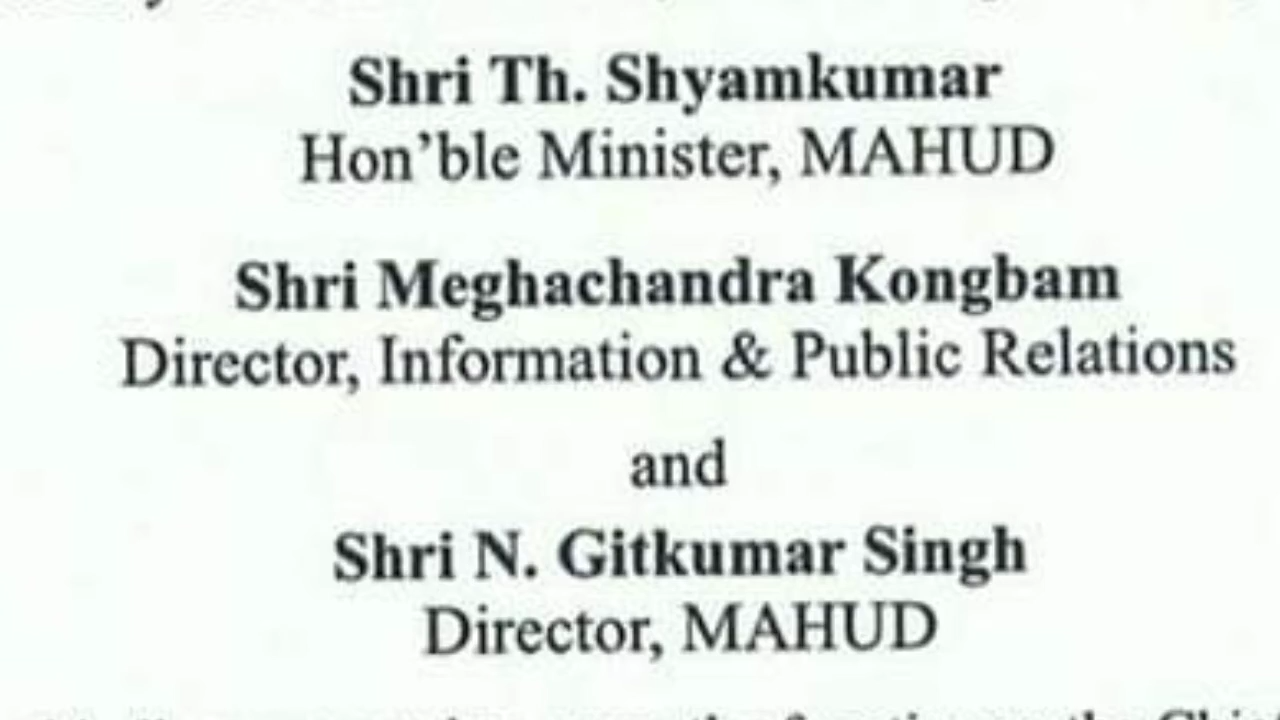 Shri Th. Shyamkumar
Hon'ble Minister, MAHUD
Shri Meghachandra Kongbam
Director, Information & Public Relations
and
Shri N. Gitkumar Singh
Director, MAHUD